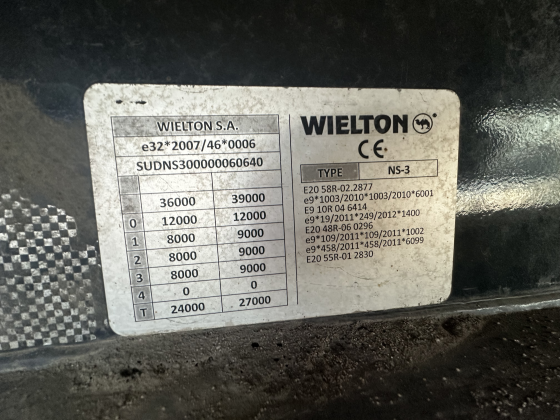 WIELTON S.A.
e32*2007/46*0006
SUDNS300000060640
36000 39000
0 12000 12000
1 8000 9000
2 8000 9000
3 8000 9000
4 0 0
T 24000 27000
WIELTON
CE
TYPE NS-3
E20 58R-02.2877
e9*1003/2010*1003/2010*6001
E9 10R 04 6414
e9*19/2011*249/2012*1400
E20 48R-06 0296
e9*109/2011*109/2011*1002
e9*458/2011*458/2011*6099
E20 55R-01 2830